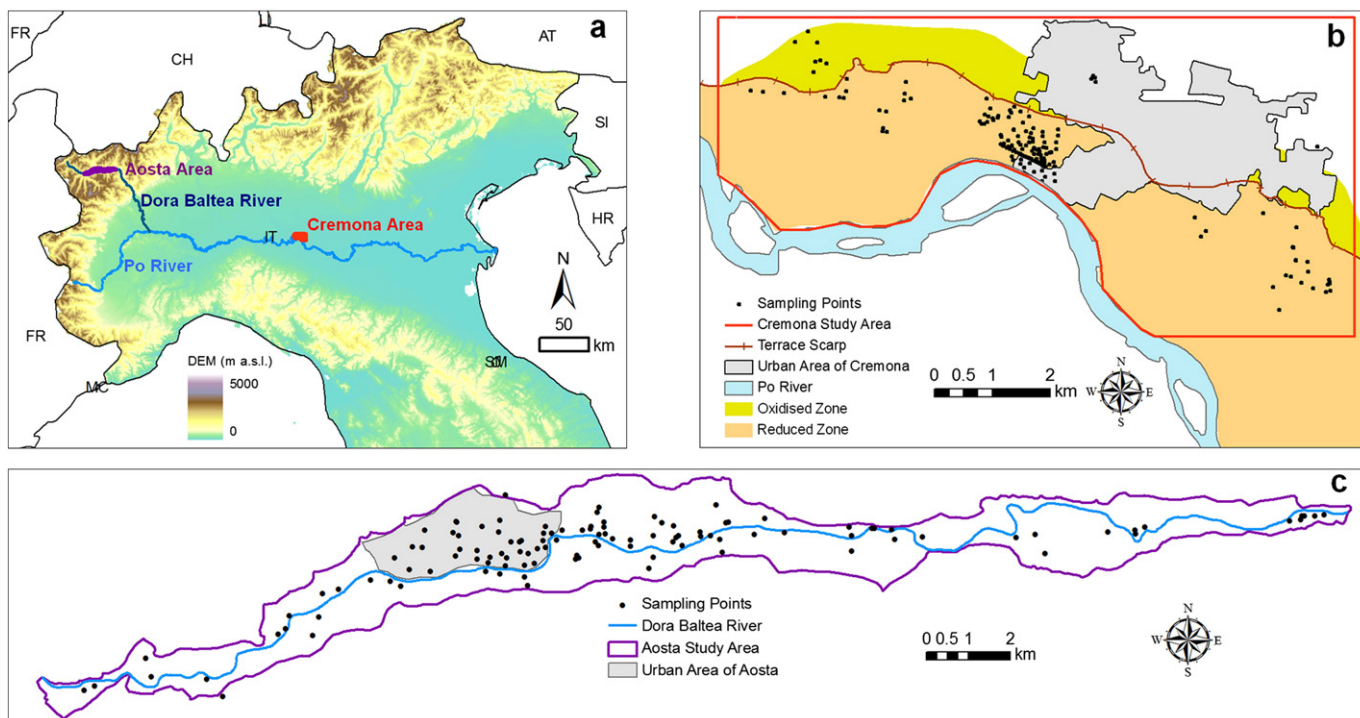 a
FR
LI
AT
CH
SI
Aosta Area
Dora Baltea River
HR
IT
Cremona Area
Po River
N
50
km
FR
DEM (m a.s.l.)
5000
0
MC
b
Sampling Points
Cremona Study Area
Terrace Scarp
Urban Area of Cremona
Po River
Oxidised Zone
Reduced Zone
0 0.5 1 2
km
N
W E
S
c
Sampling Points
Dora Baltea River
Aosta Study Area
Urban Area of Aosta
0 0.5 1 2
km
N
W E
S